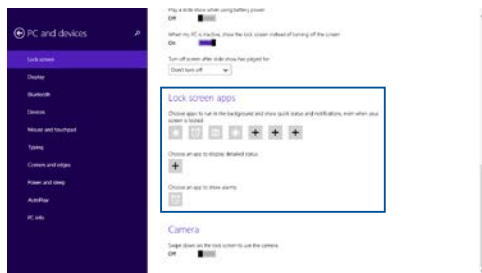 PC and devices
Lock screen
Display
Bluetooth
Devices
Mouse and touchpad
Typing
Corners and edges
Power and sleep
AutoPlay
PC info
Play a slide show when using battery power
Off
When my PC is inactive, show the lock screen instead of turning off the screen
On
Turn off screen after slide show has played for
Don't turn off
Lock screen apps
Choose apps to run in the background and show quick status and notifications, even when your
screen is locked
Choose an app to display detailed status
Choose an app to show alarms
Camera
Swipe down on the lock screen to use the camera
Off